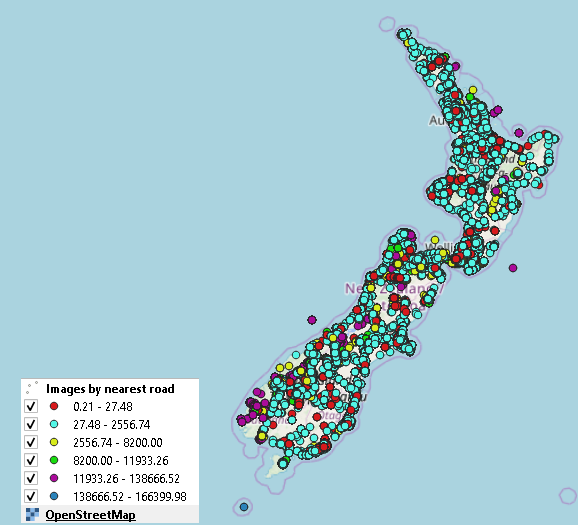 Images by nearest road
0.21 - 27.48
27.48 - 2556.74
2556.74 - 8200.00
8200.00 - 11933.26
11933.26 - 138666.52
138666.52 - 166399.98
OpenStreetMap